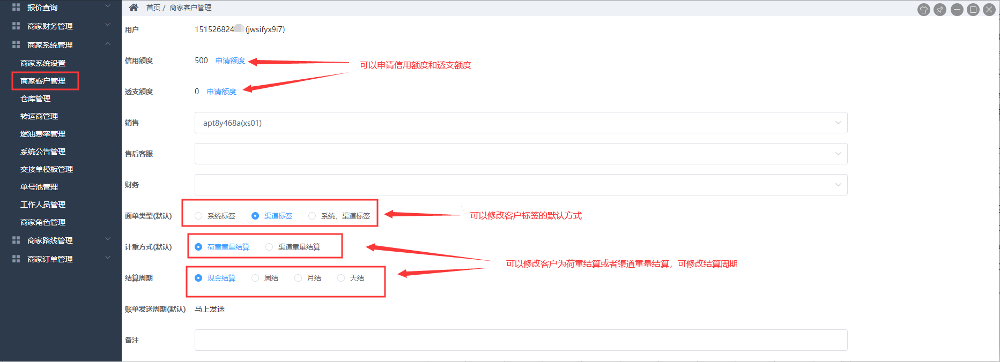 报价查询
商家财务管理
商家系统管理
商家系统设置
商家客户管理
仓库管理
转运商管理
燃油费率管理
系统公告管理
交接单模板管理
单号池管理
工作人员管理
商家角色管理
商家路线管理
商家订单管理
首页 / 商家客户管理
用户 151526824 (jwsifyx9i7)
信用额度 500 申请额度
可以申请信用额度和透支额度
透支额度 0 申请额度
销售 apt8y468a(xs01)
售后客服
财务
面单类型(默认) 系统标签 渠道标签 系统、渠道标签
可以修改客户标签的默认方式
计重方式(默认) 荷重重量结算 渠道重量结算
可以修改客户为荷重结算或者渠道重量结算，可修改结算周期
结算周期 现金结算 周结 月结 天结
账单发送周期(默认) 马上发送
备注